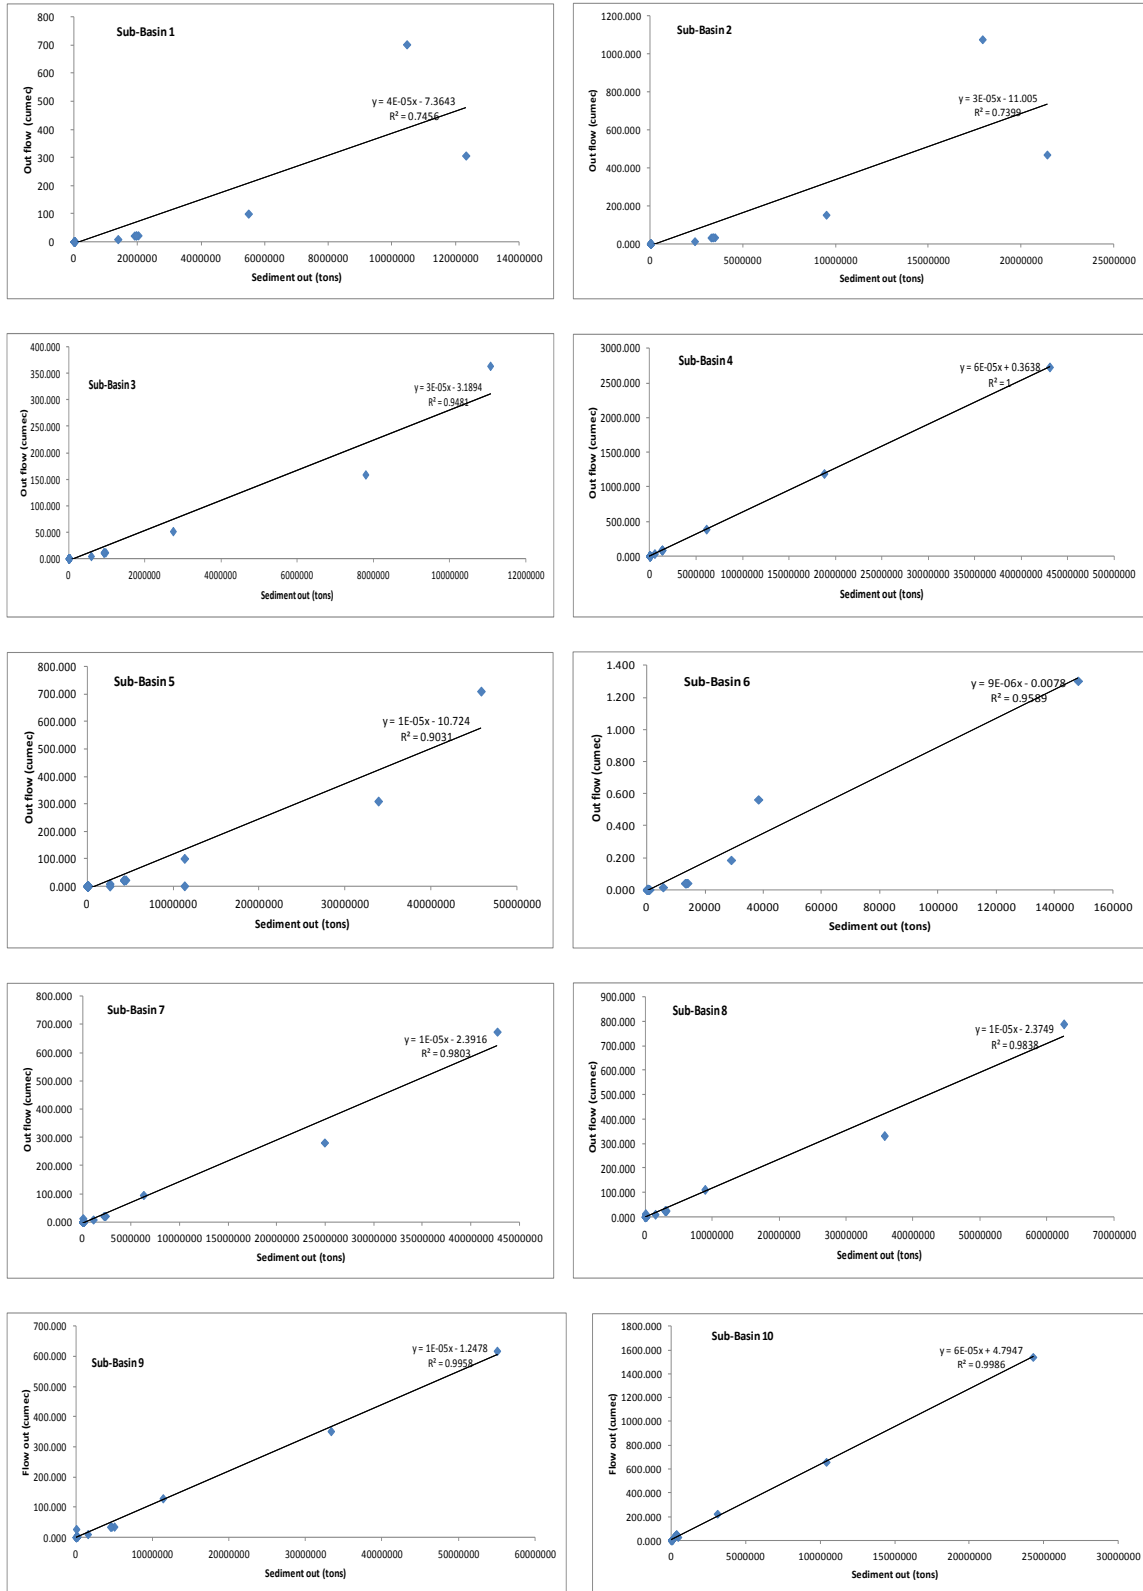 Sub-Basin 1
800
700
600
500
400
300
200
100
0
Out flow (cumec)
y = 4E-05x - 7.3643
R² = 0.7456
0 2000000 4000000 6000000 8000000 10000000 12000000 14000000
Sediment out (tons)
Sub-Basin 2
1200.000
1000.000
800.000
600.000
400.000
200.000
0.000
Out flow (cumec)
y = 3E-05x - 11.005
R² = 0.7399
0 5000000 10000000 15000000 20000000 25000000
Sediment out (tons)
Sub-Basin 3
400.000
350.000
300.000
250.000
200.000
150.000
100.000
50.000
0.000
Out flow (cumec)
y = 3E-05x - 3.1894
R² = 0.9481
0 2000000 4000000 6000000 8000000 10000000 12000000
Sediment out (tons)
Sub-Basin 4
3000.000
2500.000
2000.000
1500.000
1000.000
500.000
0.000
Out flow (cumec)
y = 6E-05x + 0.3638
R² = 1
0 5000000 10000000 15000000 20000000 25000000 30000000 35000000 40000000 45000000 50000000
Sediment out (tons)
Sub-Basin 5
800.000
700.000
600.000
500.000
400.000
300.000
200.000
100.000
0.000
Out flow (cumec)
y = 1E-05x - 10.724
R² = 0.9031
0 10000000 20000000 30000000 40000000 50000000
Sediment out (tons)
Sub-Basin 6
1.400
1.200
1.000
0.800
0.600
0.400
0.200
0.000
Out flow (cumec)
y = 9E-06x - 0.0078
R² = 0.9589
0 20000 40000 60000 80000 100000 120000 140000 160000
Sediment out (tons)
Sub-Basin 7
800.000
700.000
600.000
500.000
400.000
300.000
200.000
100.000
0.000
Out flow (cumec)
y = 1E-05x - 2.3916
R² = 0.9803
0 5000000 10000000 15000000 20000000 25000000 30000000 35000000 40000000 45000000
Sediment out (tons)
Sub-Basin 8
900.000
800.000
700.000
600.000
500.000
400.000
300.000
200.000
100.000
0.000
Out flow (cumec)
y = 1E-05x - 2.3749
R² = 0.9838
0 10000000 20000000 30000000 40000000 50000000 60000000 70000000
Sediment out (tons)
Sub-Basin 9
700.000
600.000
500.000
400.000
300.000
200.000
100.000
0.000
Flow out (cumec)
y = 1E-05x - 1.2478
R² = 0.9958
0 10000000 20000000 30000000 40000000 50000000 60000000
Sediment out (tons)
Sub-Basin 10
1800.000
1600.000
1400.000
1200.000
1000.000
800.000
600.000
400.000
200.000
0.000
Flow out (cumec)
y = 6E-05x + 4.7947
R² = 0.9986
0 5000000 10000000 15000000 20000000 25000000 30000000
Sediment out (tons)